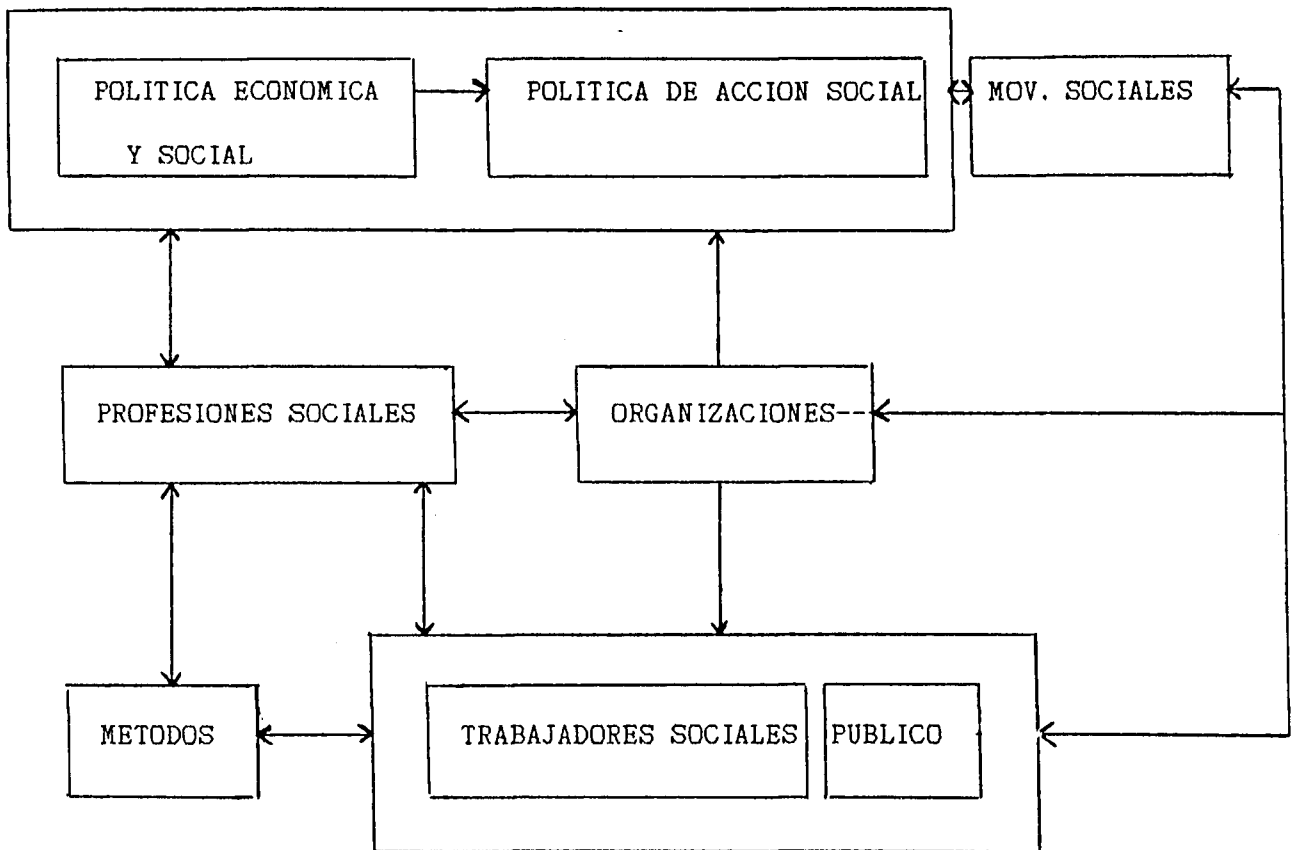 POLITICA ECONOMICA
Y SOCIAL
POLITICA DE ACCION SOCIAL
MOV. SOCIALES
PROFESIONES SOCIALES
ORGANIZACIONES--
METODOS
TRABAJADORES SOCIALES
PUBLICO